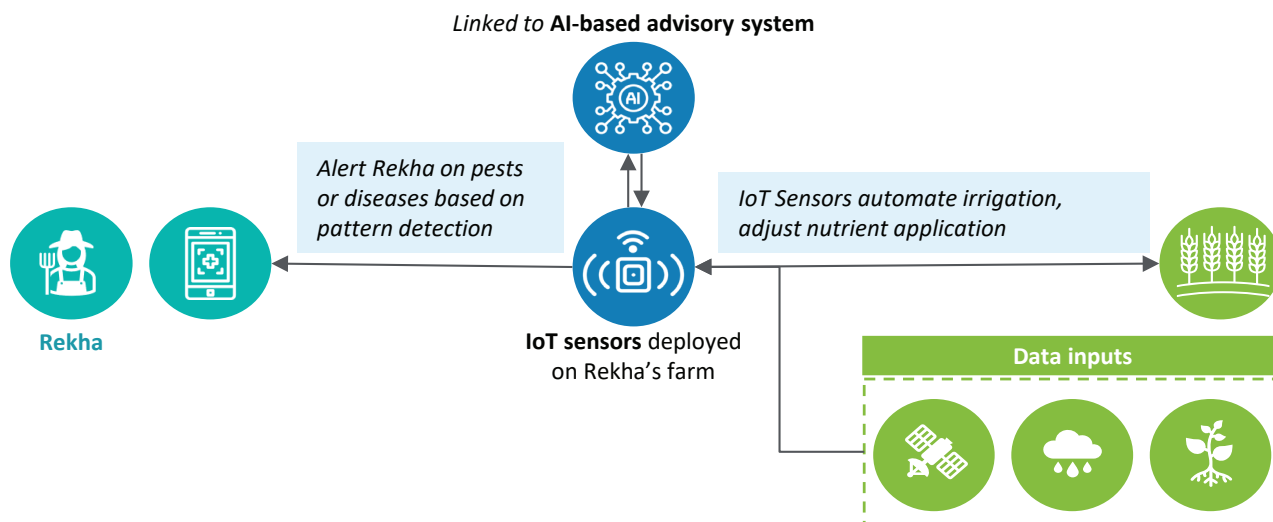 Linked to AI-based advisory system
AI
Alert Rekha on pests
or diseases based on
pattern detection
IoT Sensors automate irrigation,
adjust nutrient application
Rekha
IoT sensors deployed
on Rekha’s farm
Data inputs